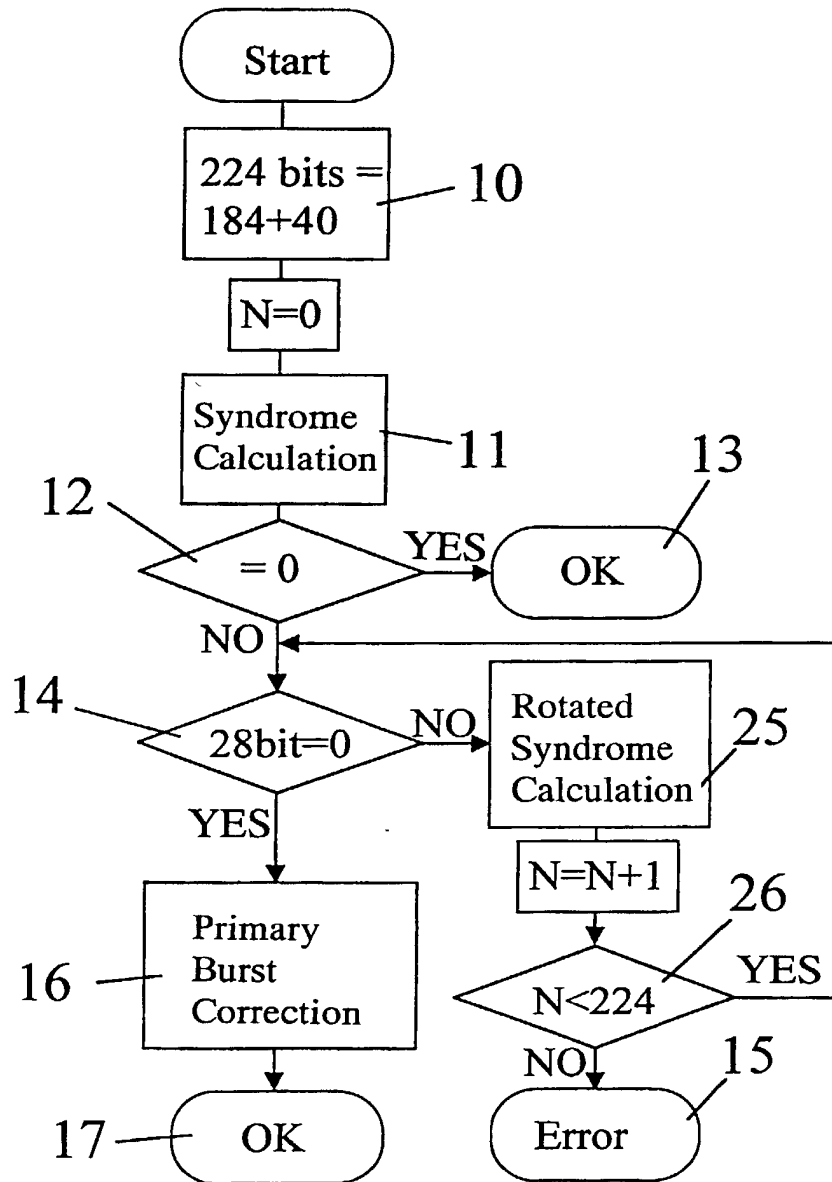 Start
224 bits =
184+40
10
N=0
Syndrome
Calculation
11
12
= 0
YES
OK
13
NO
14
28bit=0
NO
Rotated
Syndrome
Calculation
25
YES
N=N+1
26
Primary
Burst
Correction
16
N<224
YES
NO
15
17
OK
Error